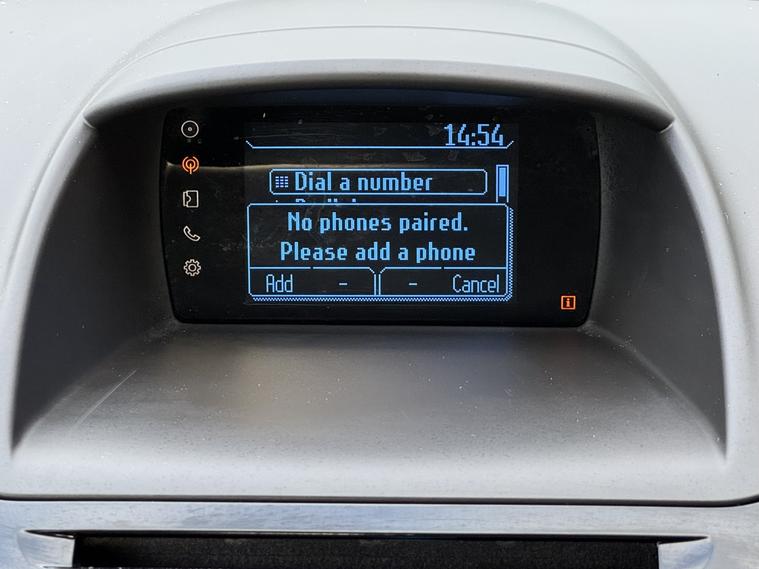 14:54
Dial a number
No phones paired.
Please add a phone
Add - - Cancel